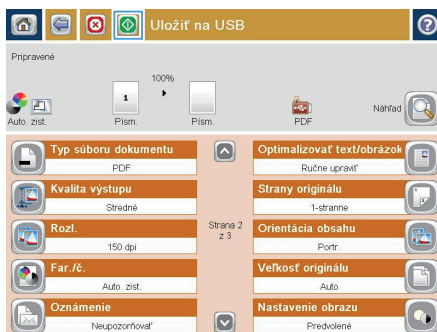 Uložiť na USB
Pripravené
100%
1
Auto. zist.
Písm.
Písm.
PDF
Náhľad
Typ súboru dokumentu
PDF
Optimalizovať text/obrázok
Ručne upraviť
Kvalita výstupu
Stredné
Strany originálu
1-stranne
Rozl.
150 dpi
Strana 2
z 3
Orientácia obsahu
Portr.
Far./č.
Auto. zist.
Veľkosť originálu
Auto
Oznámenie
Neupozorňovať
Nastavenie obrazu
Predvolené